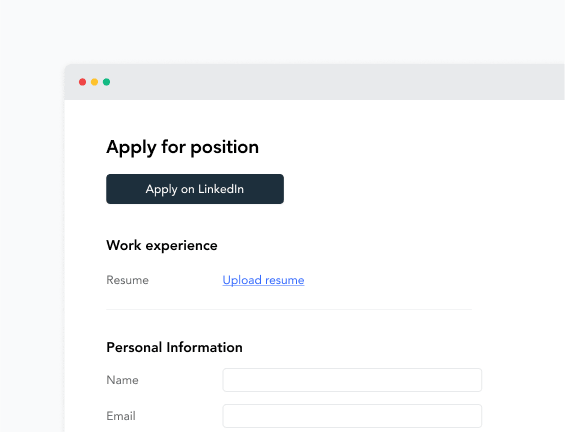 Apply for position
Apply on LinkedIn
Work experience
Resume Upload resume
Personal Information
Name
Email